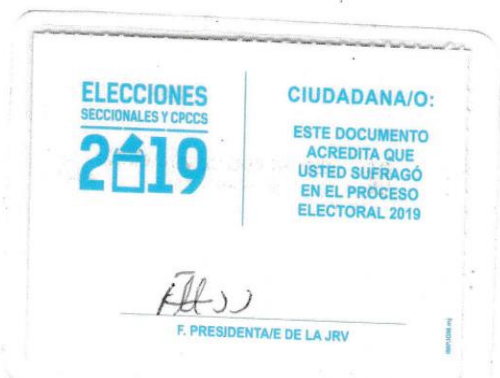 ELECCIONES
SECCIONALES Y CPCCS
2019
CIUDADANA/O:
ESTE DOCUMENTO
ACREDITA QUE
USTED SUFRAGÓ
EN EL PROCESO
ELECTORAL 2019
F. PRESIDENTA/E DE LA JRV